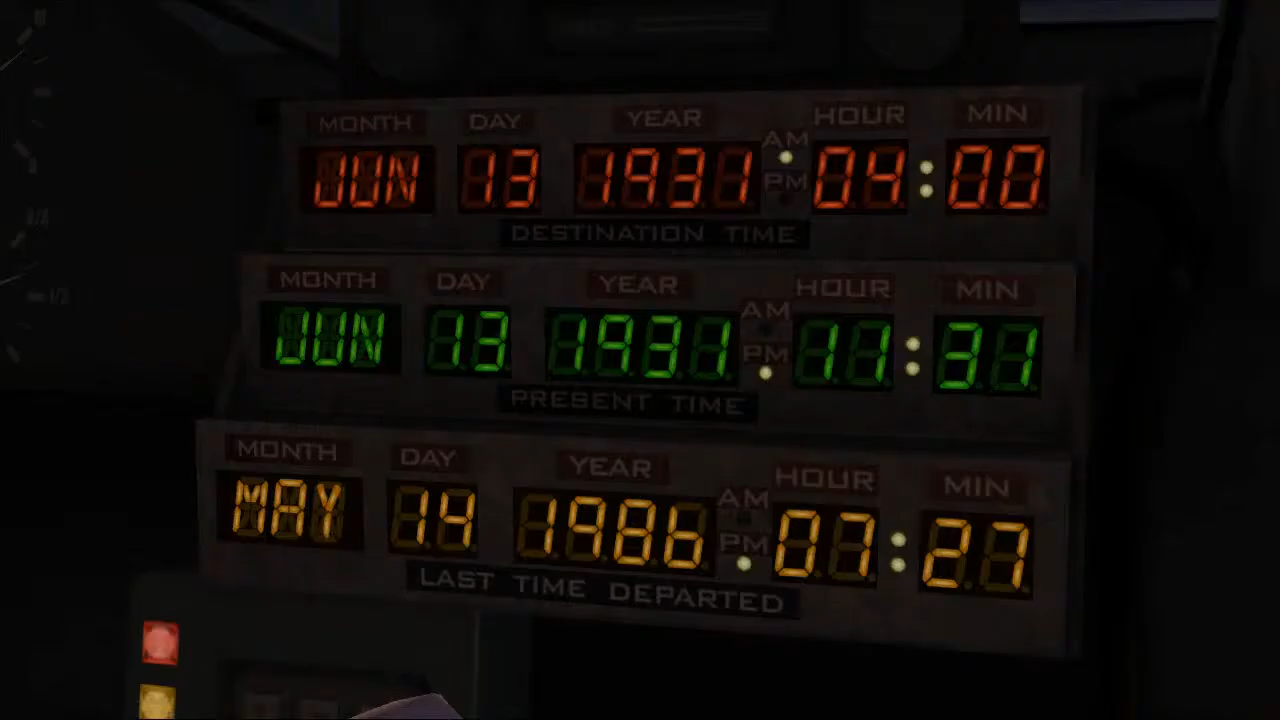 MONTH DAY YEAR AM PM HOUR MIN
JUN 13 1931 04:00
DESTINATION TIME
MONTH DAY YEAR AM PM HOUR MIN
JUN 13 1931 11:31
PRESENT TIME
MONTH DAY YEAR AM PM HOUR MIN
MAY 14 1986 07:27
LAST TIME DEPARTED
1/2